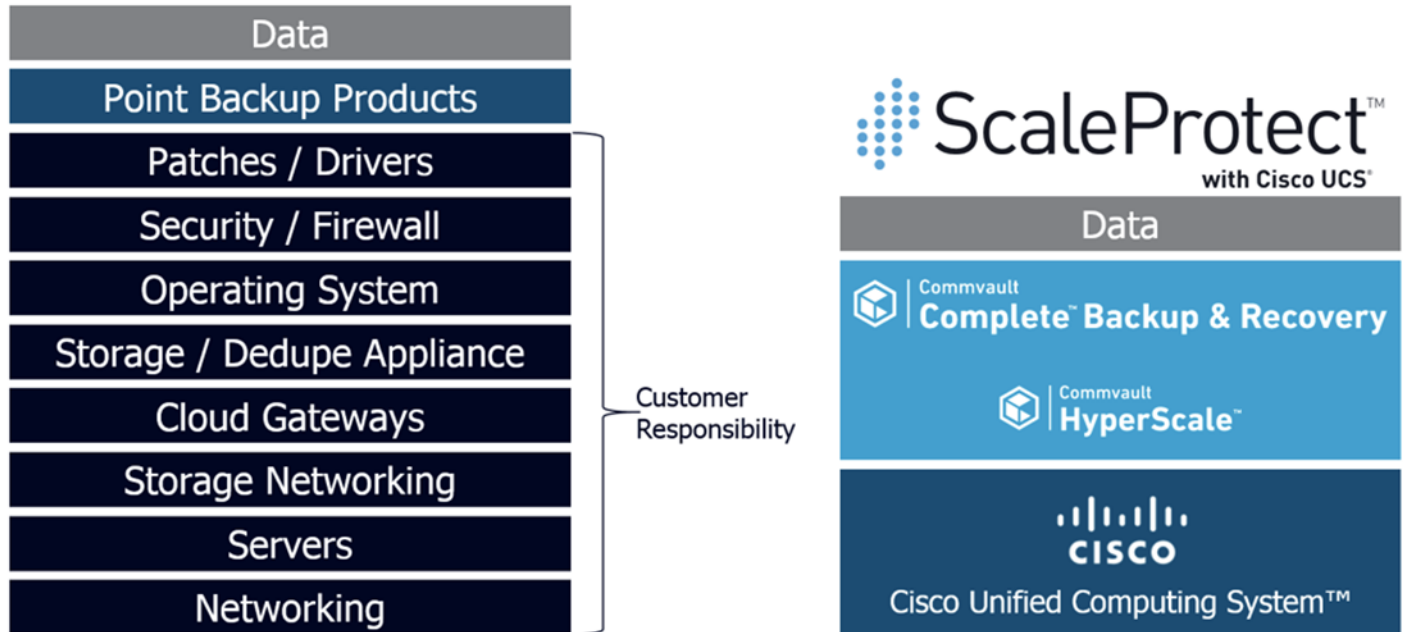 Data
Point Backup Products
Patches / Drivers
Security / Firewall
Operating System
Storage / Dedupe Appliance
Cloud Gateways
Storage Networking
Servers
Networking
Customer
Responsibility
ScaleProtect™
with Cisco UCS®
Data
Commvault
Complete™ Backup & Recovery
Commvault
HyperScale™
CISCO
Cisco Unified Computing System™